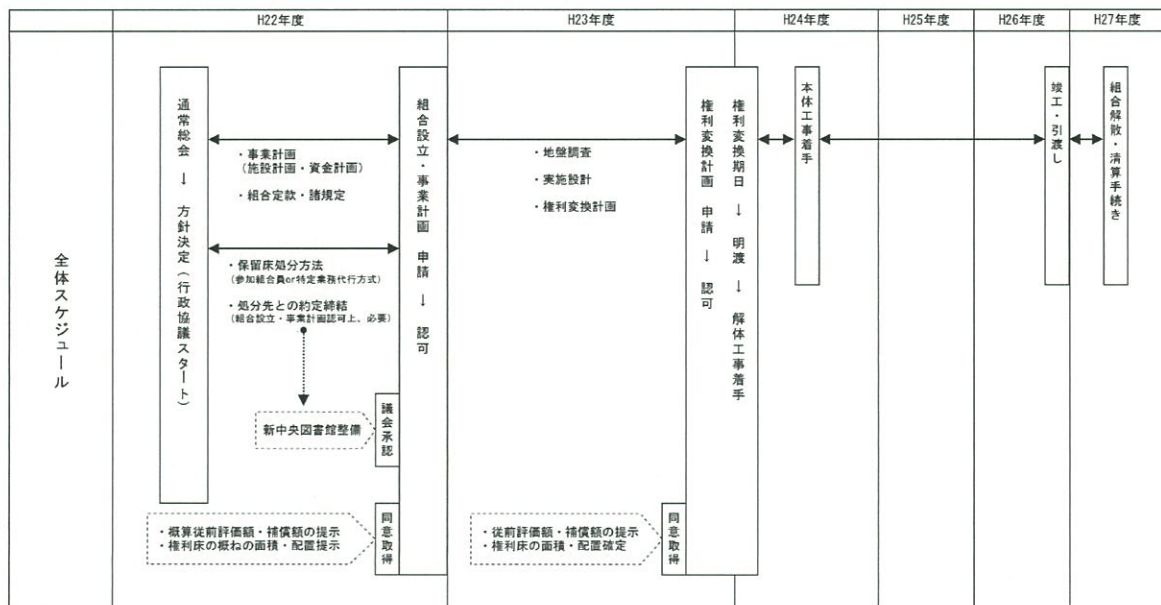 H22年度
H23年度
H24年度
H25年度
H26年度
H27年度
全体スケジュール
通常総会 → 方針決定（行政協議スタート）
・事業計画
（施設計画・資金計画）
・組合定款・諸規定
・保留床処分方法
（参加組合員or特定業務代行方式）
・処分先との約定締結
（組合設立・事業計画認可上、必要）
新中央図書館整備
議会承認
・概算従前評価額・補償額の提示
・権利床の概ねの面積・配置提示
同意取得
組合設立・事業計画 申請 → 認可
・地盤調査
・実施設計
・権利変換計画
・従前評価額・補償額の提示
・権利床の面積・配置確定
同意取得
権利変換計画 申請 → 認可
権利変換期日 → 明渡 → 解体工事着手
本体工事着手
竣工・引渡し
組合解散・清算手続き